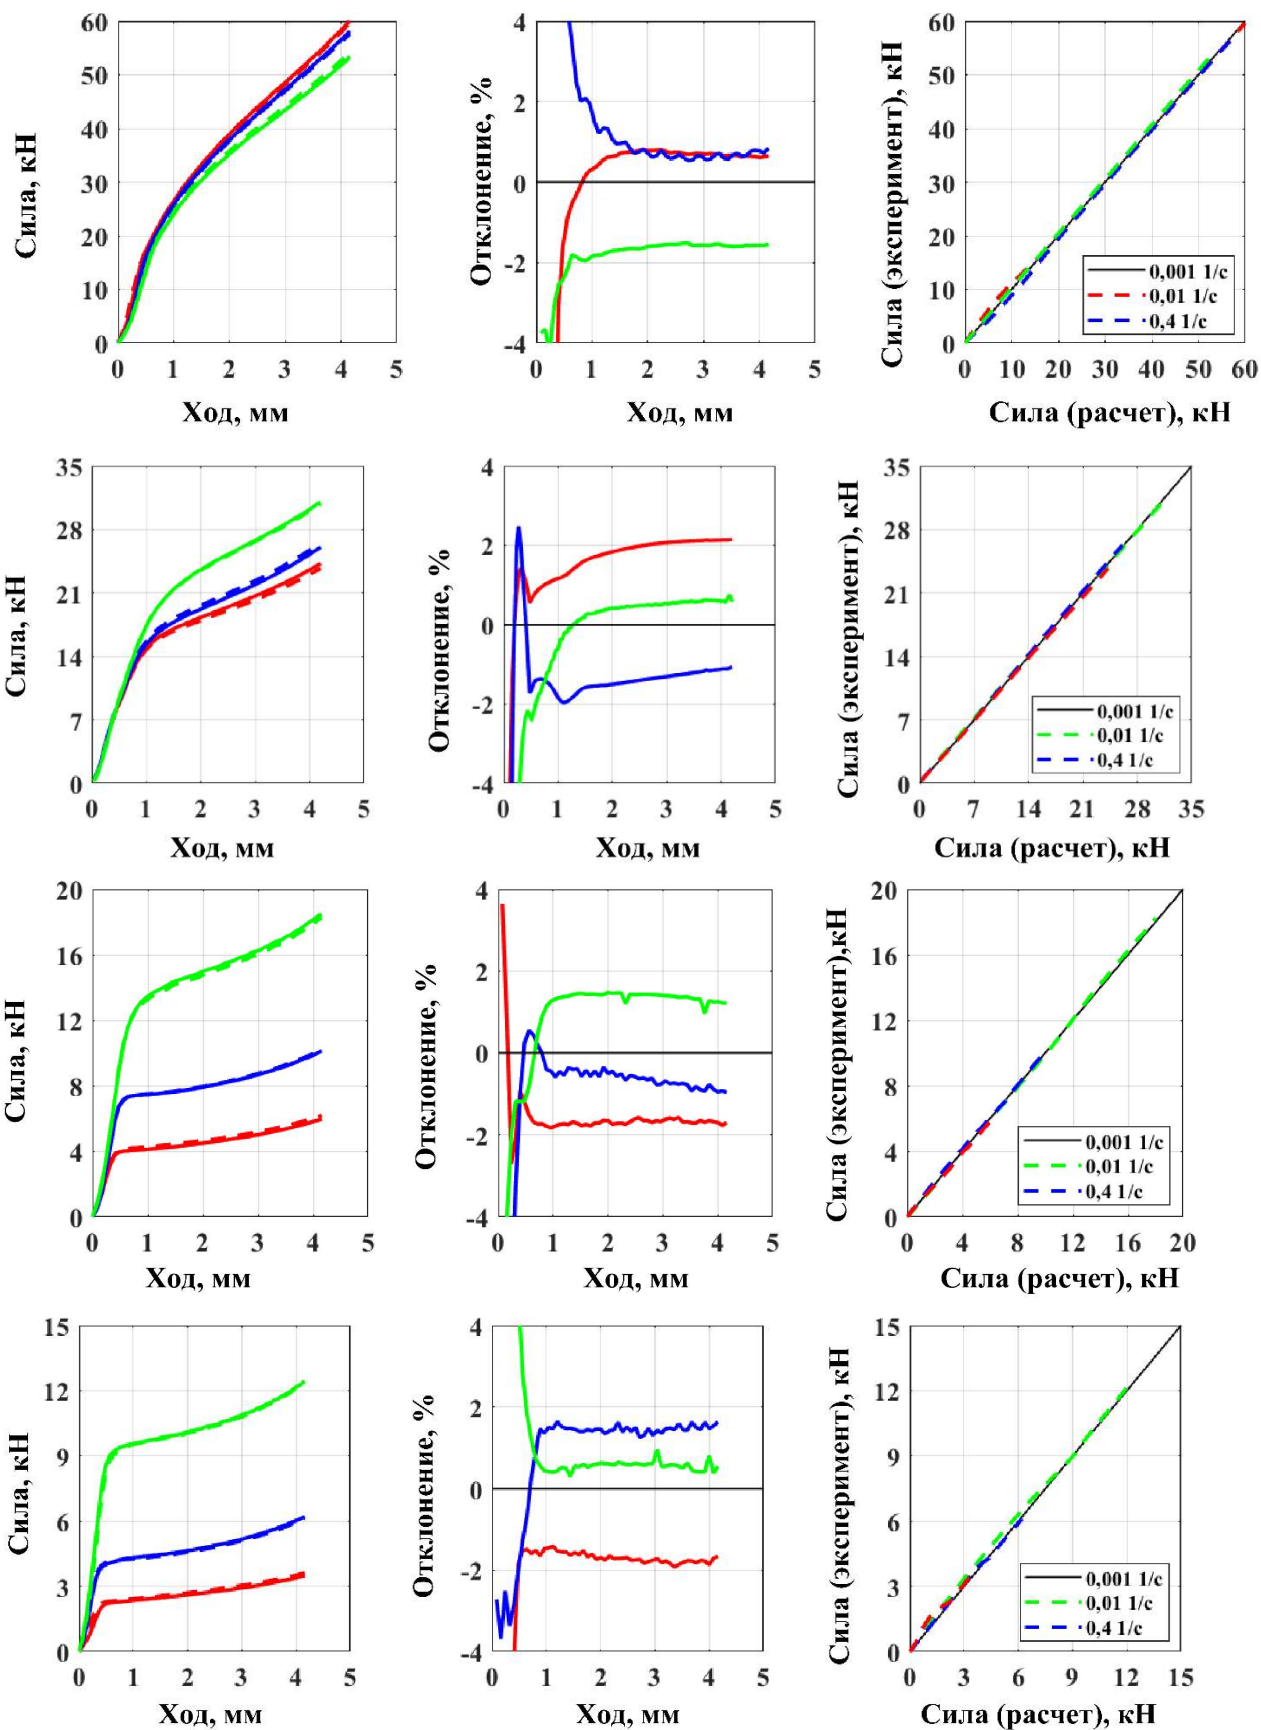 60
50
40
30
20
10
0
0 1 2 3 4 5
Сила, кН
Ход, мм
4
2
0
-2
-4
0 1 2 3 4 5
Отклонение, %
Ход, мм
60
50
40
30
20
10
0
0 10 20 30 40 50 60
Сила (эксперимент), кН
Сила (расчет), кН
0,001 1/с
0,01 1/с
0,4 1/с
35
28
21
14
7
0
0 1 2 3 4 5
Сила, кН
Ход, мм
4
2
0
-2
-4
0 1 2 3 4 5
Отклонение, %
Ход, мм
35
28
21
14
7
0
0 7 14 21 28 35
Сила (эксперимент), кН
Сила (расчет), кН
0,001 1/с
0,01 1/с
0,4 1/с
20
16
12
8
4
0
0 1 2 3 4 5
Сила, кН
Ход, мм
4
2
0
-2
-4
0 1 2 3 4 5
Отклонение, %
Ход, мм
20
16
12
8
4
0
0 4 8 12 16 20
Сила (эксперимент),кН
Сила (расчет), кН
0,001 1/с
0,01 1/с
0,4 1/с
15
12
9
6
3
0
0 1 2 3 4 5
Сила, кН
Ход, мм
4
2
0
-2
-4
0 1 2 3 4 5
Отклонение, %
Ход, мм
15
12
9
6
3
0
0 3 6 9 12 15
Сила (эксперимент), кН
Сила (расчет), кН
0,001 1/с
0,01 1/с
0,4 1/с